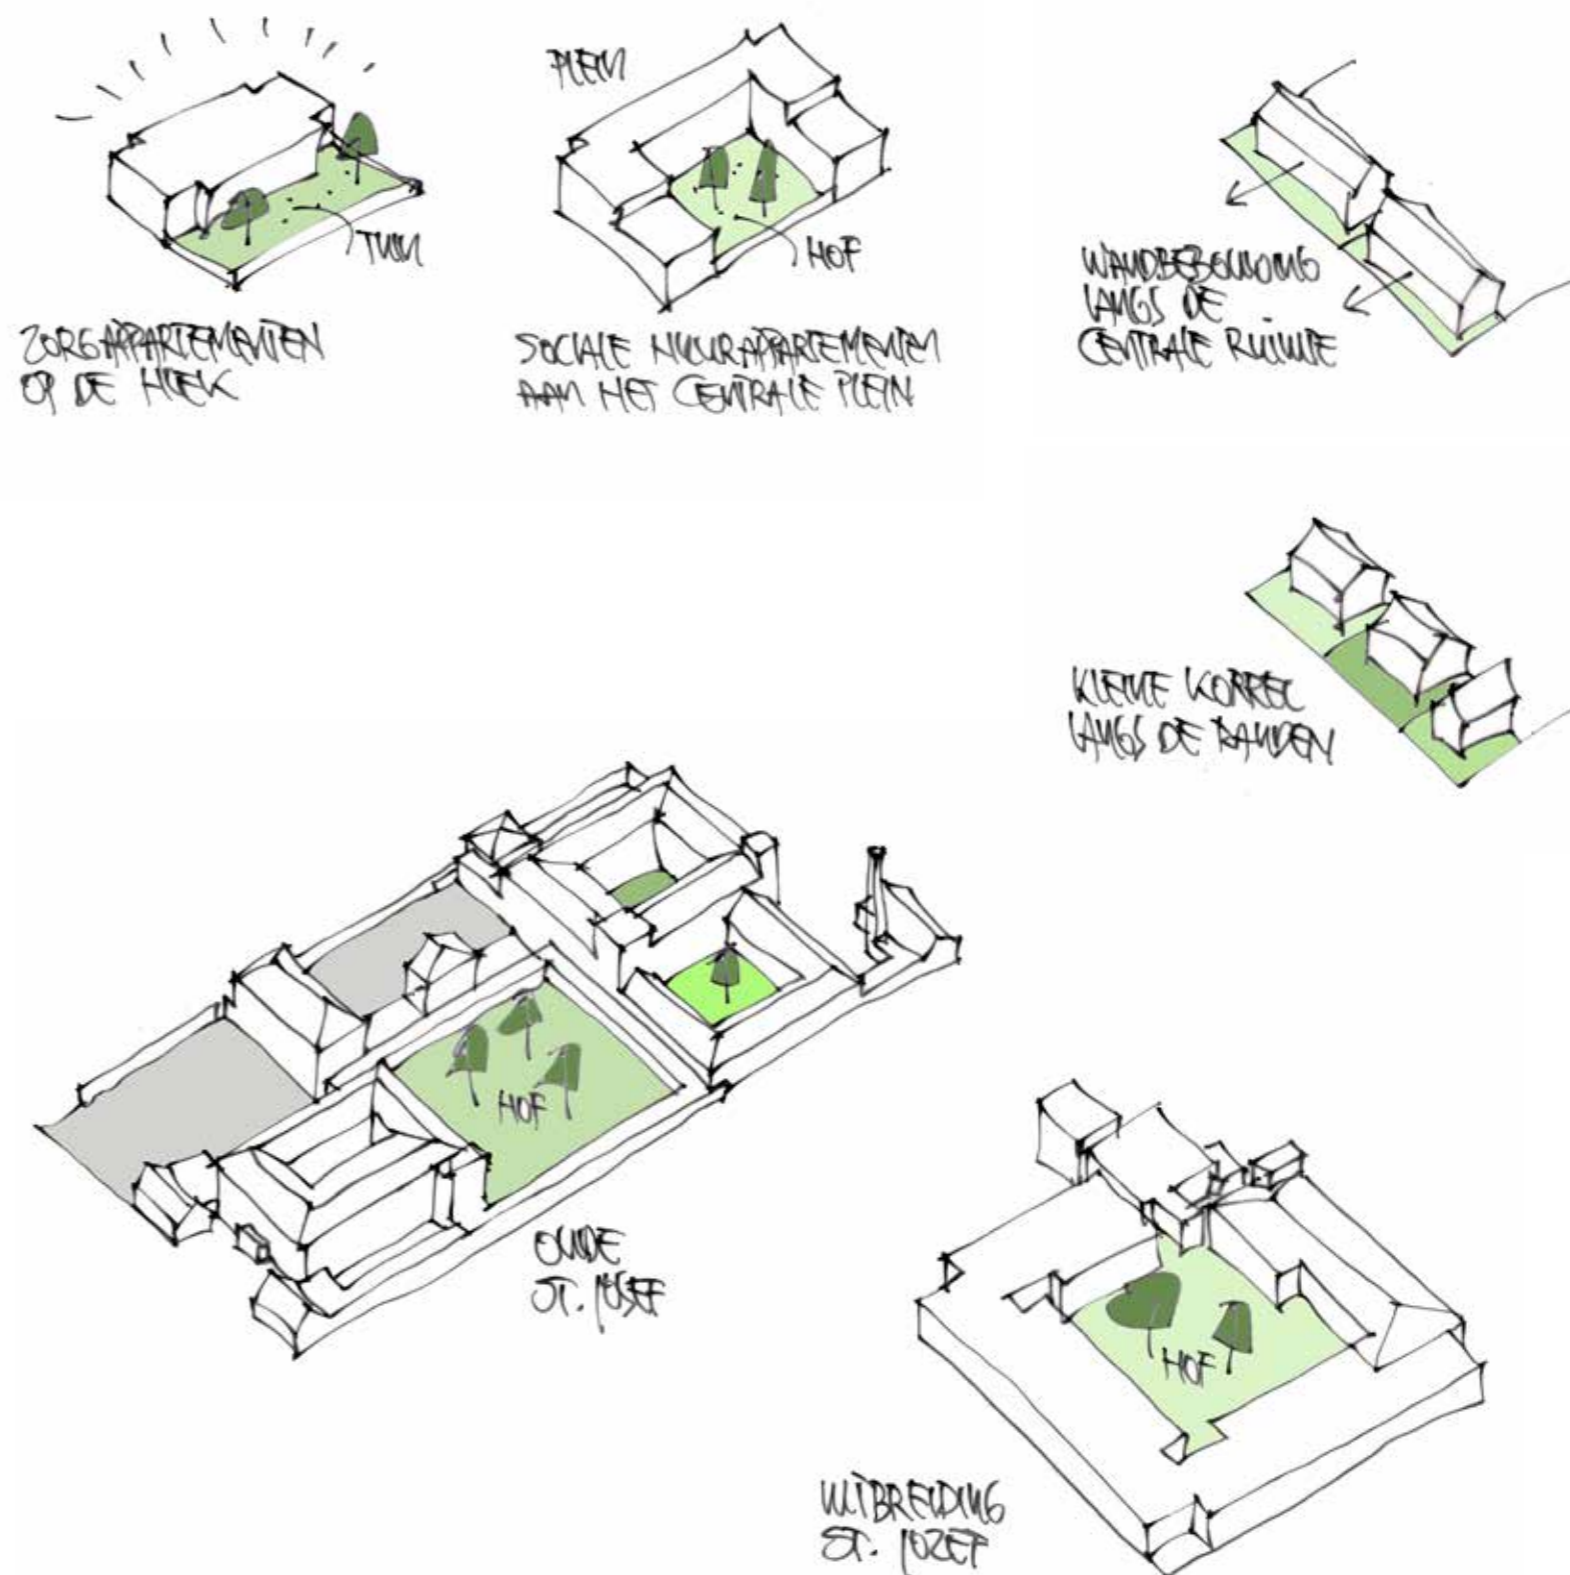 TUIN
ZORGAPPARTEMENTEN
OP DE HOEK
PLEIN
HOF
SOCIALE HUURAPPARTEMENTEN
AAN HET CENTRALE PLEIN
WANDBEBOUWING
LANGS DE
CENTRALE RUIMTE
KLEINE KORREL
LANGS DE RANDEN
HOF
OUDE
ST. JOSEF
HOF
UITBREIDING
ST. JOZEF